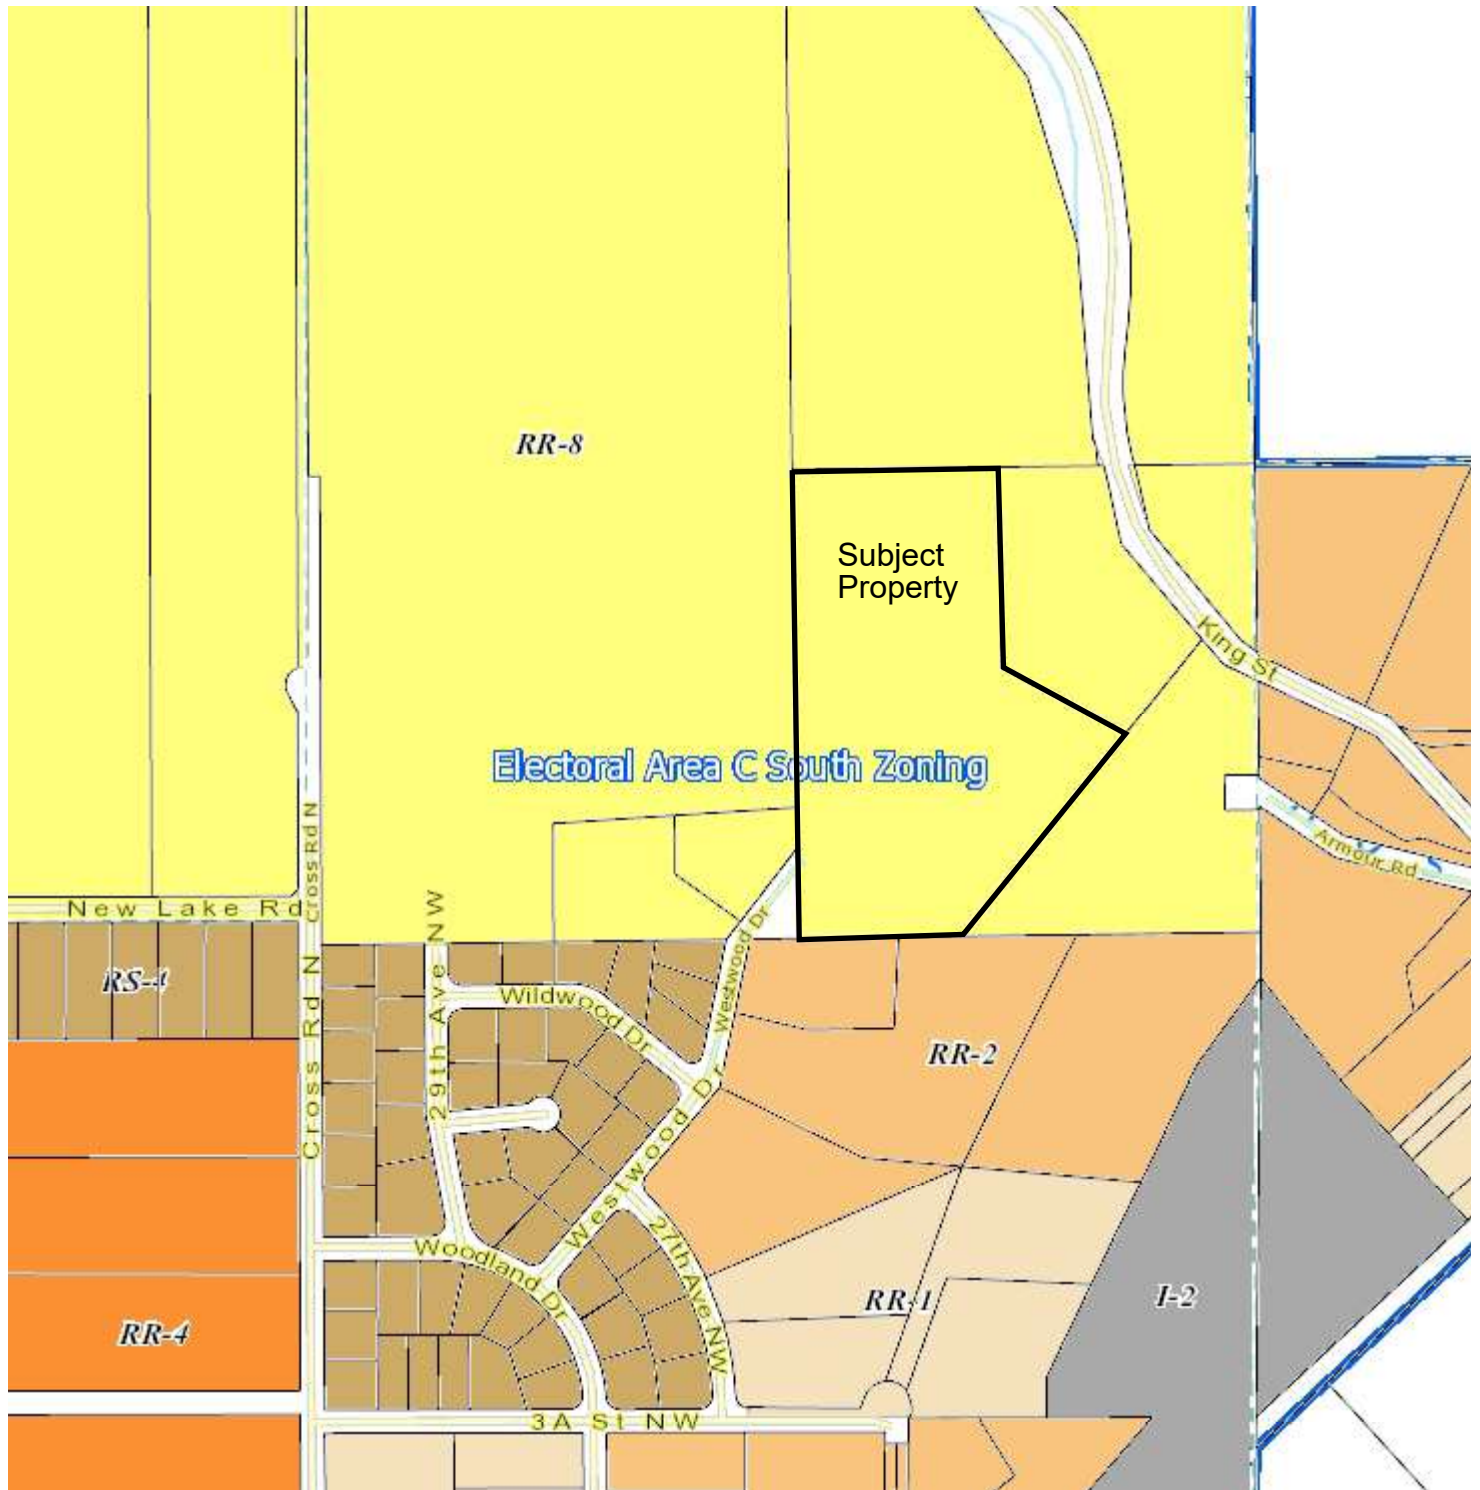 RR-8
Subject
Property
King St
Electoral Area C South Zoning
Cross Rd N
Armour Rd
New Lake Rd
29th Ave NW
Westwood Dr
RS-4
Wildwood Dr
Cross Rd N
RR-2
Westwood Dr
27th Ave NW
Woodland Dr
RR-1
I-2
RR-4
3A St NW